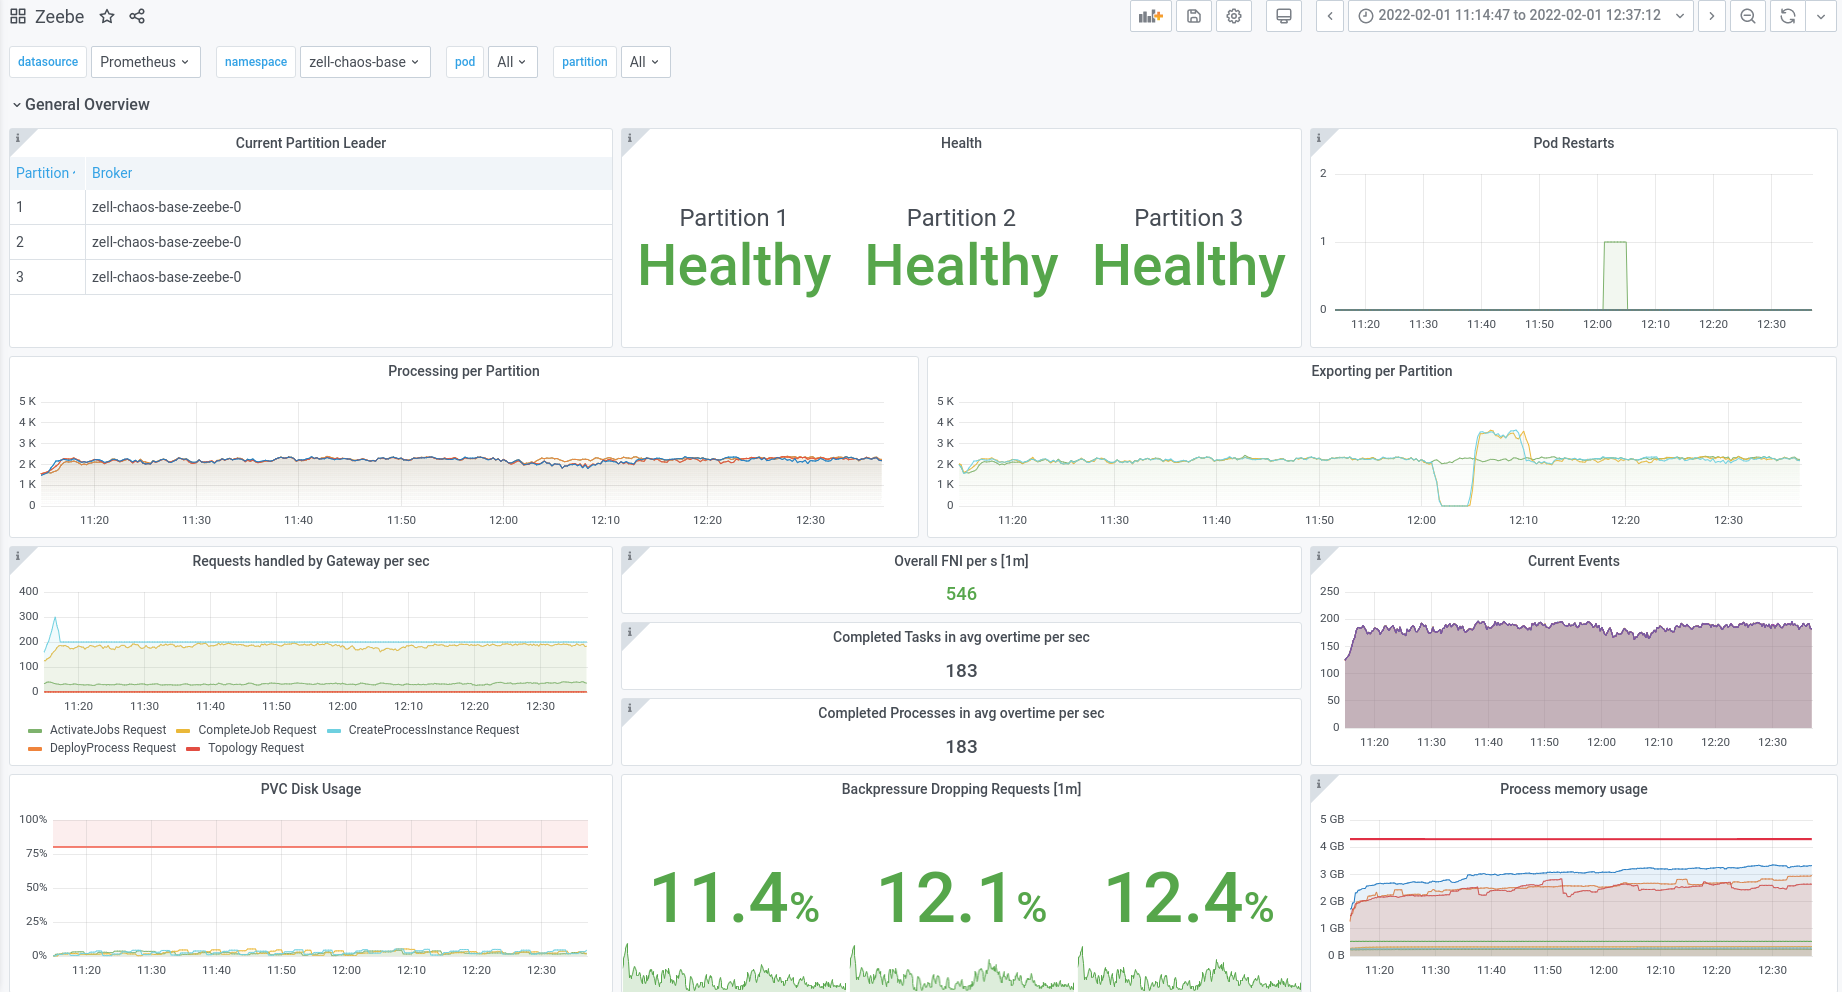 Zeebe
2022-02-01 11:14:47 to 2022-02-01 12:37:12
datasource Prometheus namespace zell-chaos-base pod All partition All
General Overview
Current Partition Leader
Partition Broker
1 zell-chaos-base-zeebe-0
2 zell-chaos-base-zeebe-0
3 zell-chaos-base-zeebe-0
Health
Partition 1 Partition 2 Partition 3
Healthy Healthy Healthy
Pod Restarts
2
1
0
11:20 11:30 11:40 11:50 12:00 12:10 12:20 12:30
Processing per Partition
5 K
4 K
3 K
2 K
1 K
0
11:20 11:30 11:40 11:50 12:00 12:10 12:20 12:30
Exporting per Partition
5 K
4 K
3 K
2 K
1 K
0
11:20 11:30 11:40 11:50 12:00 12:10 12:20 12:30
Requests handled by Gateway per sec
400
300
200
100
0
11:20 11:30 11:40 11:50 12:00 12:10 12:20 12:30
ActivateJobs Request CompleteJob Request CreateProcessInstance Request
DeployProcess Request Topology Request
Overall FNI per s [1m]
546
Completed Tasks in avg overtime per sec
183
Completed Processes in avg overtime per sec
183
Current Events
250
200
150
100
50
0
11:20 11:30 11:40 11:50 12:00 12:10 12:20 12:30
PVC Disk Usage
100%
75%
50%
25%
0%
11:20 11:30 11:40 11:50 12:00 12:10 12:20 12:30
Backpressure Dropping Requests [1m]
11.4% 12.1% 12.4%
Process memory usage
5 GB
4 GB
3 GB
2 GB
1 GB
0 B
11:20 11:30 11:40 11:50 12:00 12:10 12:20 12:30